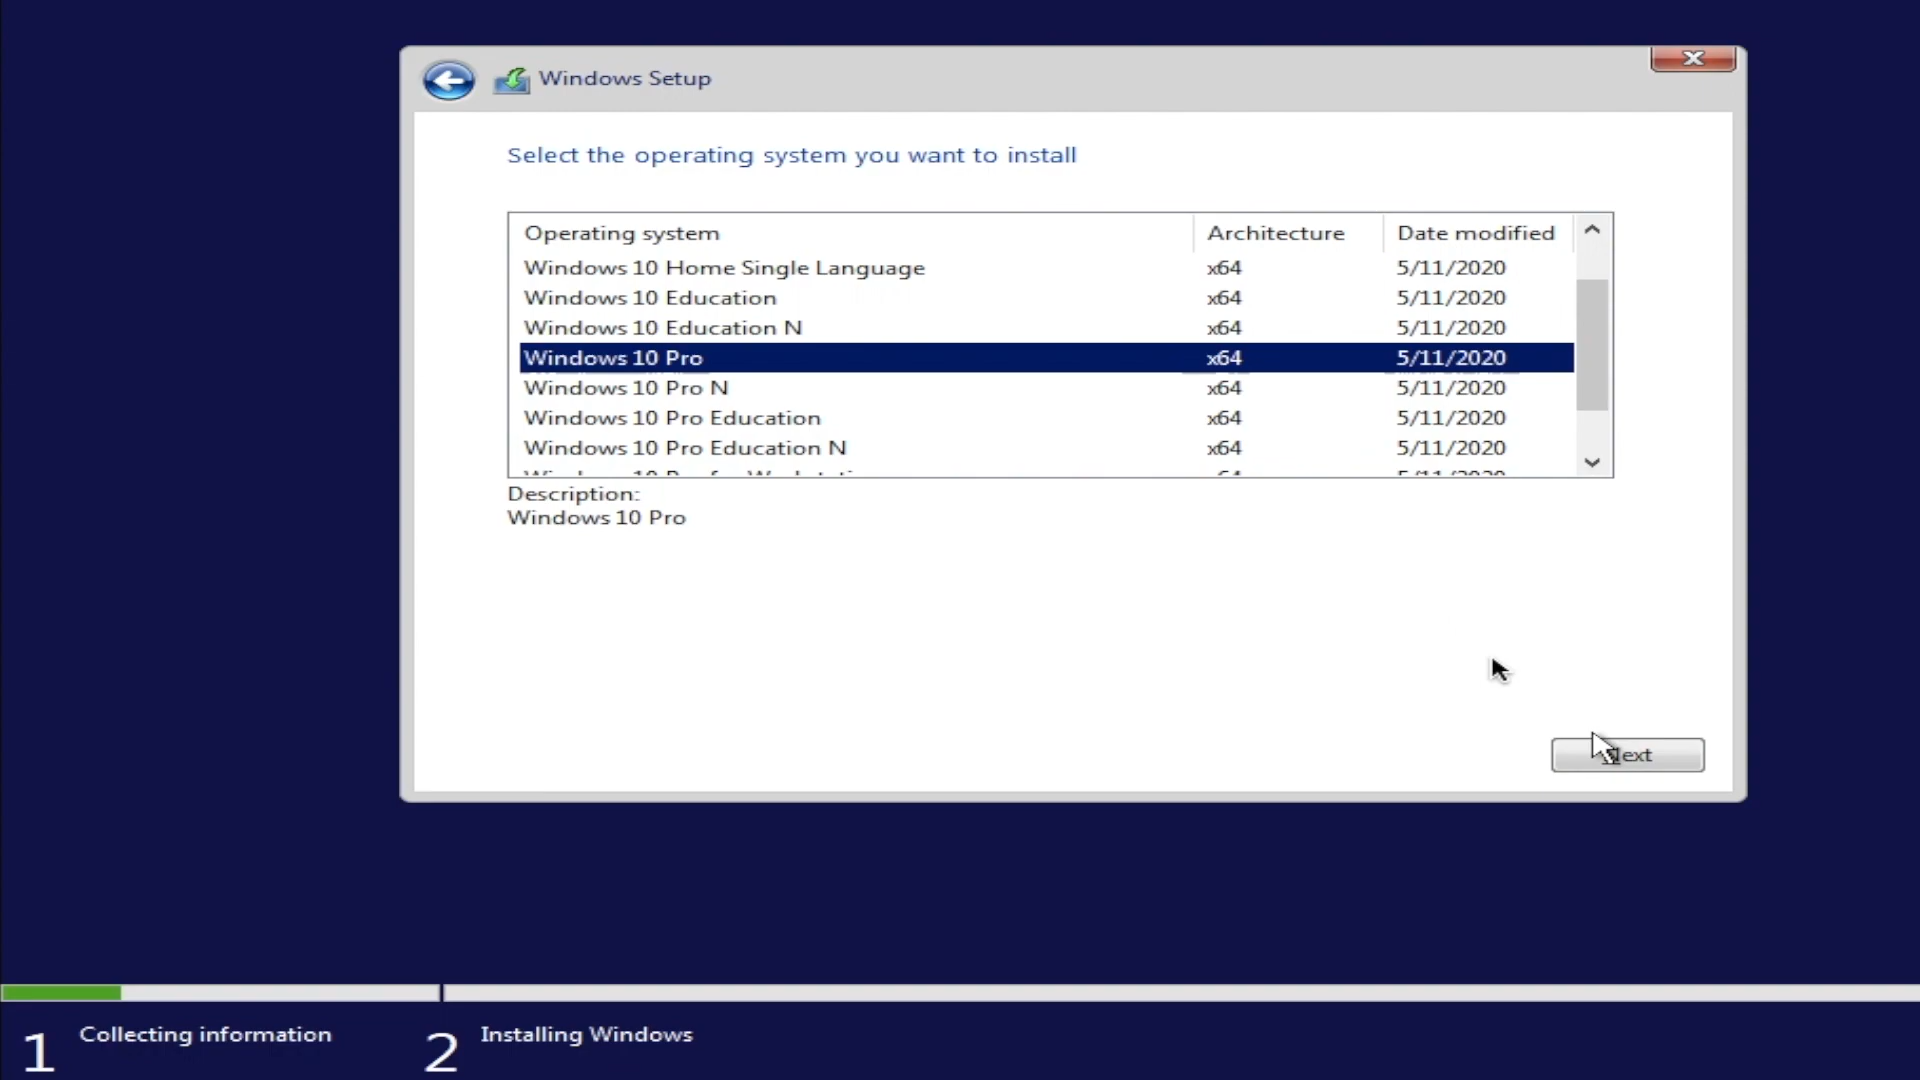 Windows Setup
Select the operating system you want to install
Operating system Architecture Date modified
Windows 10 Home Single Language x64 5/11/2020
Windows 10 Education x64 5/11/2020
Windows 10 Education N x64 5/11/2020
Windows 10 Pro x64 5/11/2020
Windows 10 Pro N x64 5/11/2020
Windows 10 Pro Education x64 5/11/2020
Windows 10 Pro Education N x64 5/11/2020
Description:
Windows 10 Pro
Next
1 Collecting information 2 Installing Windows